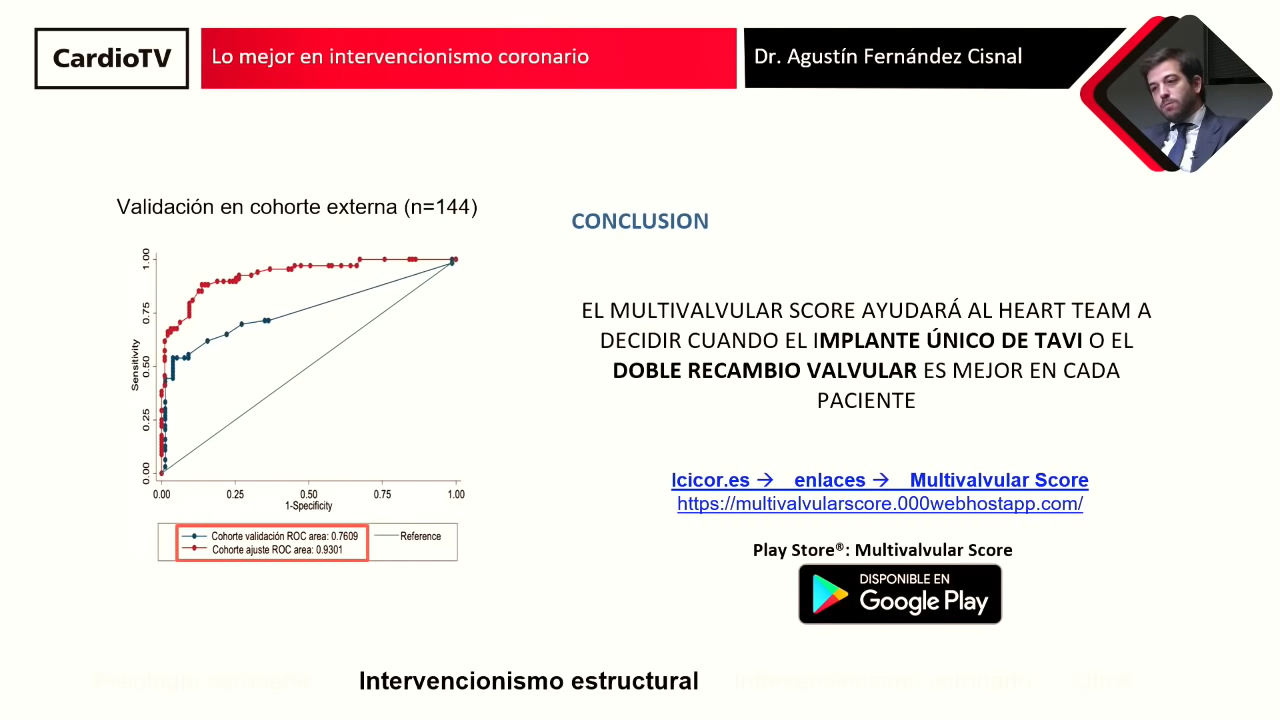 CardioTV
Lo mejor en intervencionismo coronario
Dr. Agustín Fernández Cisnal
Validación en cohorte externa (n=144)
Sensitivity
0.00 0.25 0.50 0.75 1.00
0.00 0.25 0.50 0.75 1.00
1-Specificity
Cohorte validación ROC area: 0.7609
Reference
Cohorte ajuste ROC area: 0.9301
CONCLUSION
EL MULTIVALVULAR SCORE AYUDARÁ AL HEART TEAM A
DECIDIR CUANDO EL IMPLANTE ÚNICO DE TAVI O EL
DOBLE RECAMBIO VALVULAR ES MEJOR EN CADA
PACIENTE
Icicor.es → enlaces → Multivalvular Score
https://multivalvularscore.000webhostapp.com/
Play Store®: Multivalvular Score
DISPONIBLE EN
Google Play
Intervencionismo estructural